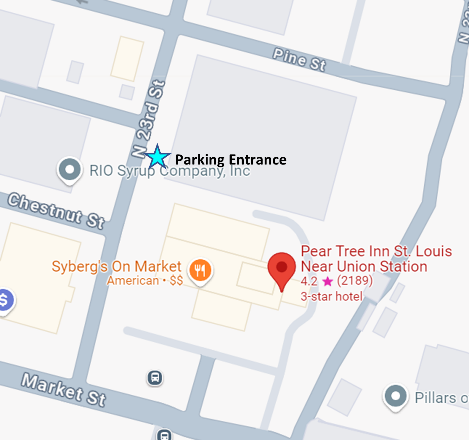 N 23
Pine St
N 23rd St
Parking Entrance
RIO Syrup Company, Inc
Chestnut St
Pear Tree Inn St. Louis
Near Union Station
4.2 ★ (2189)
3-star hotel
Syberg's On Market
American • $$
$
Market St
Pillars o